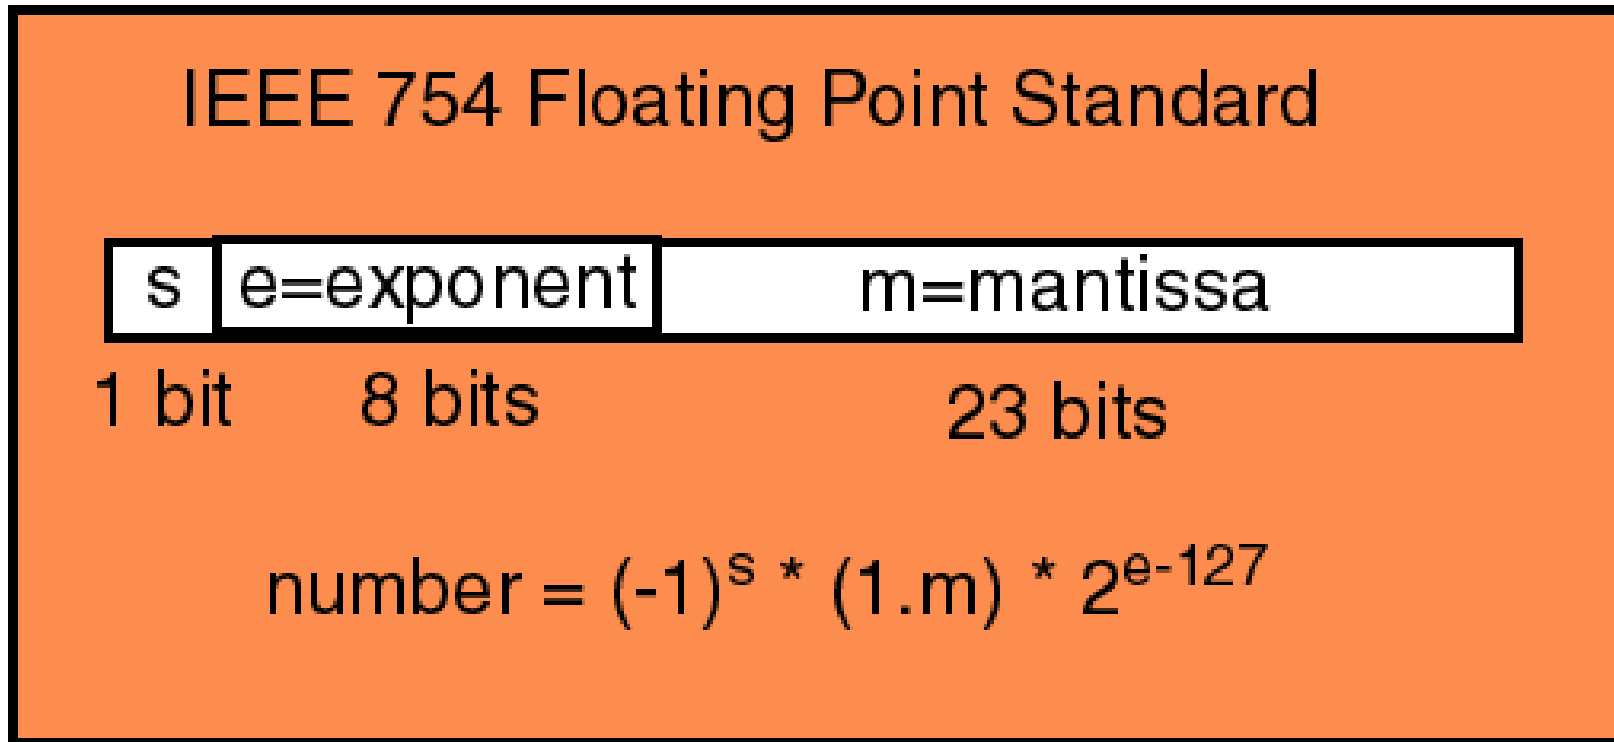 IEEE 754 Floating Point Standard
s e=exponent m=mantissa
1 bit 8 bits 23 bits
number = (-1)^s * (1.m) * 2^e-127